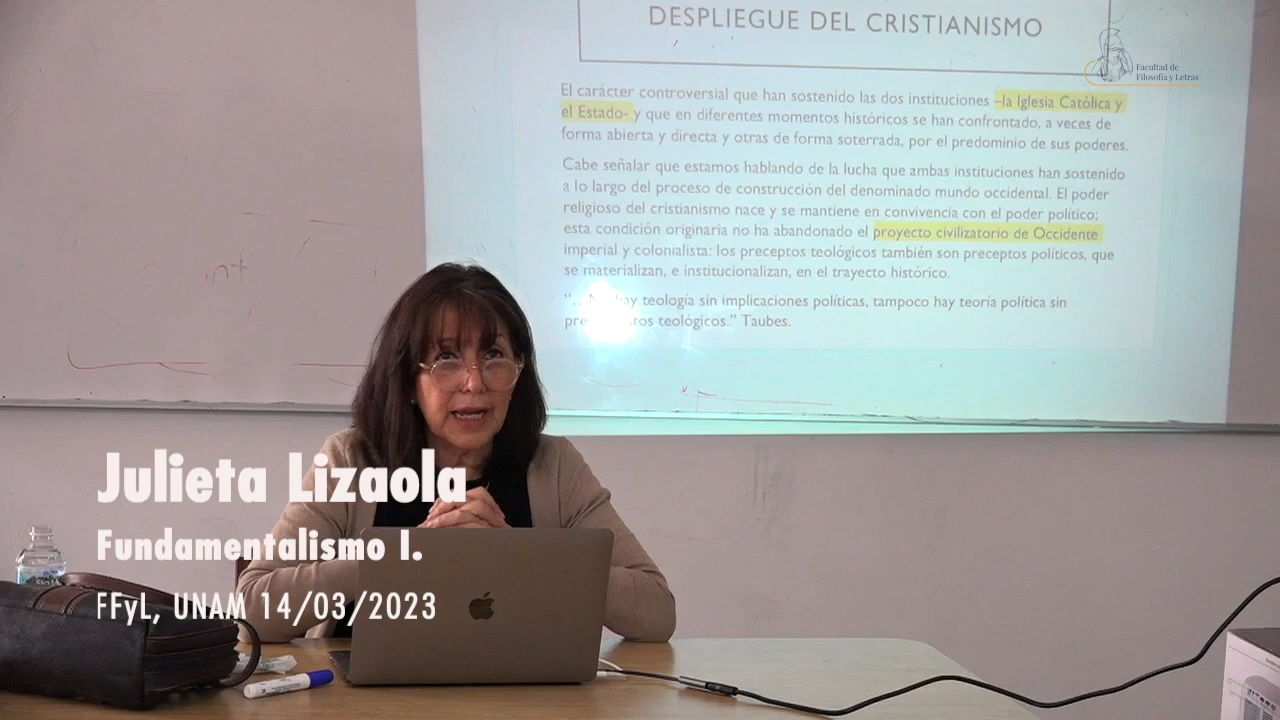 DESPLIEGUE DEL CRISTIANISMO
Facultad de
Filosofía y Letras
El carácter controversial que han sostenido las dos instituciones –la Iglesia Católica y
el Estado- y que en diferentes momentos históricos se han confrontado, a veces de
forma abierta y directa y otras de forma soterrada, por el predominio de sus poderes.
Cabe señalar que estamos hablando de la lucha que ambas instituciones han sostenido
a lo largo del proceso de construcción del denominado mundo occidental. El poder
religioso del cristianismo nace y se mantiene en convivencia con el poder político;
esta condición originaria no ha abandonado el proyecto civilizatorio de Occidente
imperial y colonialista: los preceptos teológicos también son preceptos políticos, que
se materializan, e institucionalizan, en el trayecto histórico.
hay teología sin implicaciones políticas, tampoco hay teoría política sin
teológicos.” Taubes.
Julieta Lizaola
Fundamentalismo I.
FFyL, UNAM 14/03/2023